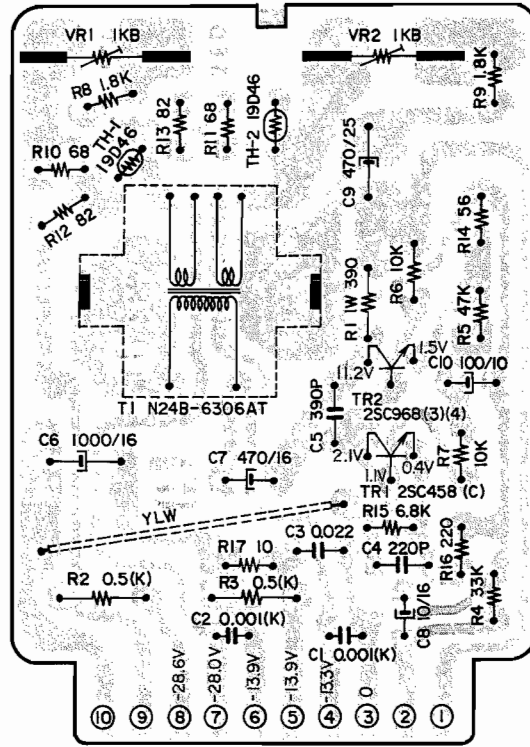 VR1 1KB
VR2 1KB
R8 1.8K
R9 1.8K
R13 82
R11 68
TH-2 19D46
TH-1
19D46
C9 470/25
R10 68
R12 82
R14 56
R6 10K
R1 1W 390
R5 47K
1.5V
11.2V
C10 100/10
TR2
2SC968(3)(4)
T1 N24B-6306AT
C5 390P
C6 1000/16
C7 470/16
2.1V
0.4V
1.1V
R7
10K
TR1 2SC458 (C)
YLW
R15 6.8K
C3 0.022
C4 220P
R16 220
R17 10
R2 0.5(K)
R3 0.5(K)
R4 33K
C8 10/16
C2 0.001(K)
C1 0.001(K)
-28.6V
-28.0V
-13.9V
-13.9V
-13.3V
0
10 9 8 7 6 5 4 3 2 1